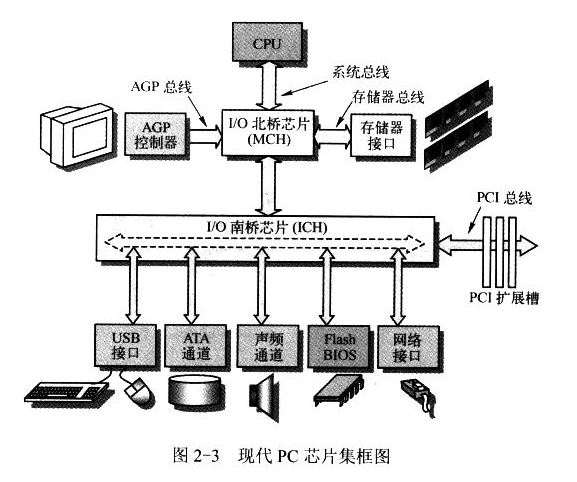 CPU
系统总线
AGP 总线
存储器总线
AGP
控制器
I/O 北桥芯片
(MCH)
存储器
接口
PCI 总线
I/O 南桥芯片 (ICH)
PCI 扩展槽
USB
接口
ATA
通道
声频
通道
Flash
BIOS
网络
接口
图 2-3 现代 PC 芯片集框图